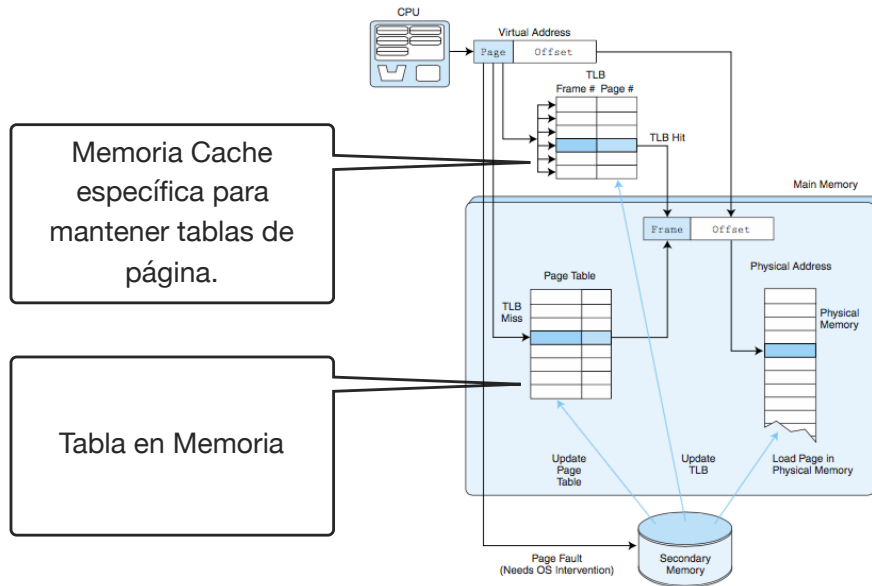 CPU
Virtual Address
Page Offset
TLB
Frame # Page #
TLB Hit
Memoria Cache
específica para
mantener tablas de
página.
Main Memory
Frame Offset
Physical Address
Page Table
TLB
Miss
Physical
Memory
Tabla en Memoria
Update
Page
Table
Update
TLB
Load Page in
Physical Memory
Page Fault
(Needs OS Intervention)
Secondary
Memory